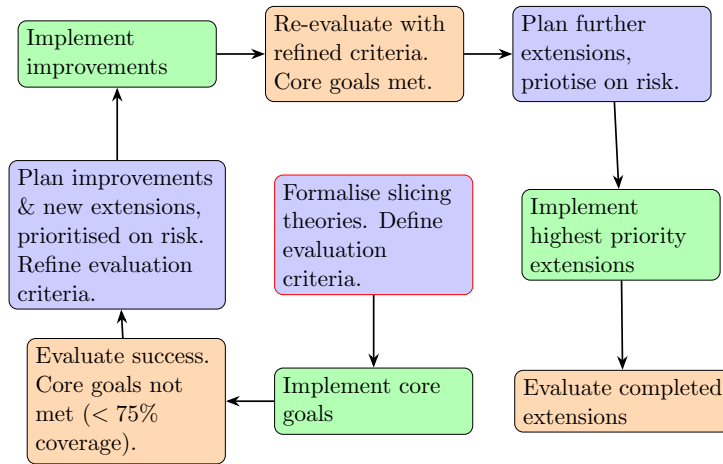 Implement
improvements
Re-evaluate with
refined criteria.
Core goals met.
Plan further
extensions,
priotise on risk.
Plan improvements
& new extensions,
prioritised on risk.
Refine evaluation
criteria.
Formalise slicing
theories. Define
evaluation
criteria.
Implement
highest priority
extensions
Evaluate success.
Core goals not
met (< 75%
coverage).
Implement core
goals
Evaluate completed
extensions